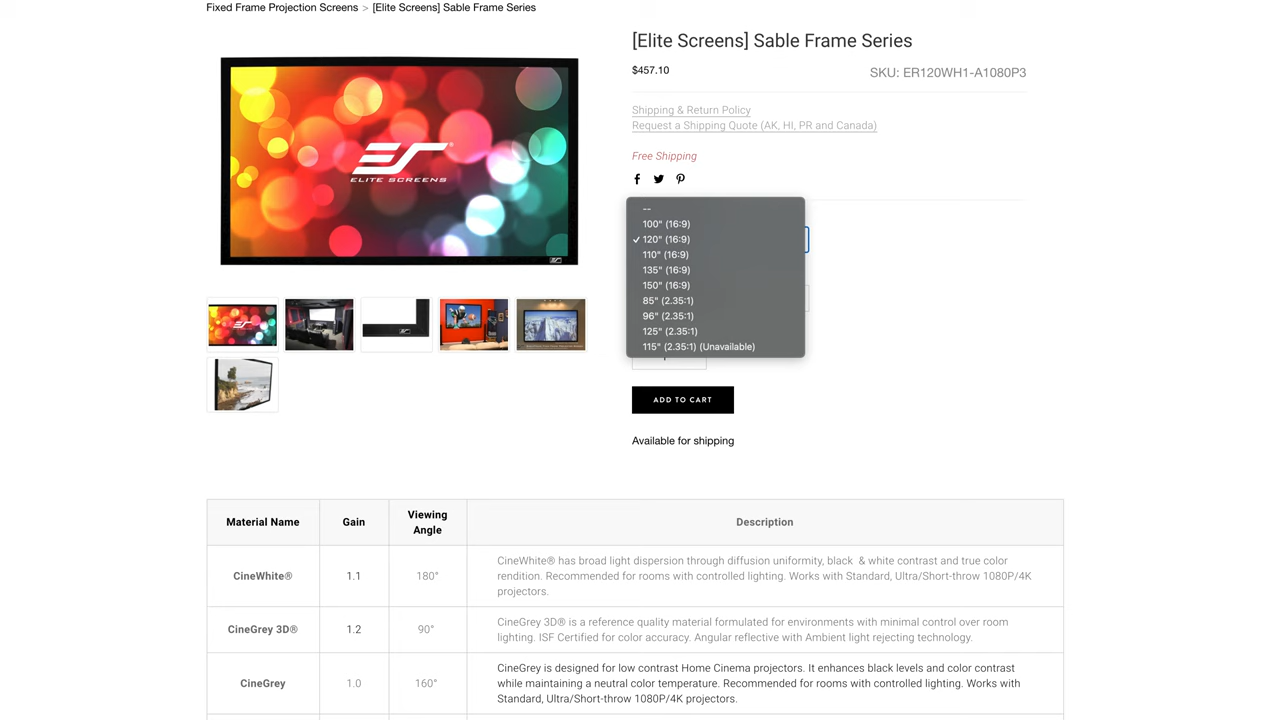 Fixed Frame Projection Screens > [Elite Screens] Sable Frame Series
[Elite Screens] Sable Frame Series
$457.10
SKU: ER120WH1-A1080P3
Shipping & Return Policy
Request a Shipping Quote (AK, HI, PR and Canada)
Free Shipping
ELITE SCREENS
--
100" (16:9)
✓ 120" (16:9)
110" (16:9)
135" (16:9)
150" (16:9)
85" (2.35:1)
96" (2.35:1)
125" (2.35:1)
115" (2.35:1) (Unavailable)
ADD TO CART
Available for shipping
Material Name Gain Viewing Angle Description
CineWhite® 1.1 180° CineWhite® has broad light dispersion through diffusion uniformity, black & white contrast and true color
rendition. Recommended for rooms with controlled lighting. Works with Standard, Ultra/Short-throw 1080P/4K
projectors.
CineGrey 3D® 1.2 90° CineGrey 3D® is a reference quality material formulated for environments with minimal control over room
lighting. ISF Certified for color accuracy. Angular reflective with Ambient light rejecting technology.
CineGrey 1.0 160° CineGrey is designed for low contrast Home Cinema projectors. It enhances black levels and color contrast
while maintaining a neutral color temperature. Recommended for rooms with controlled lighting. Works with
Standard, Ultra/Short-throw 1080P/4K projectors.